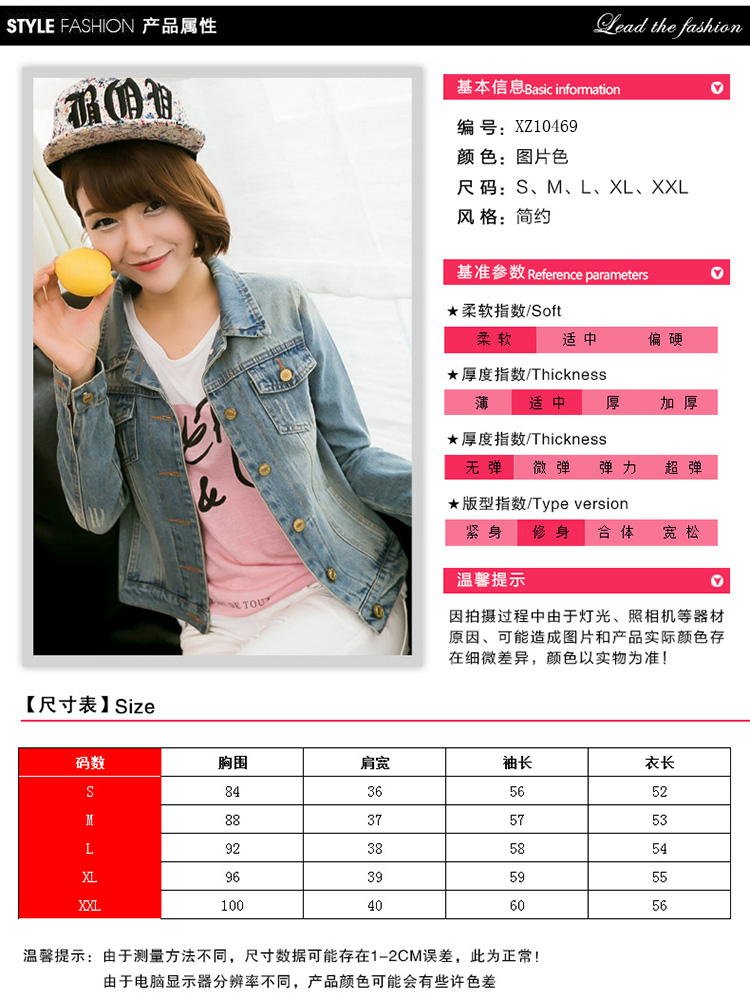 STYLE FASHION 产品属性
Lead the fashion
BOY
基本信息Basic information
编 号：XZ10469
颜 色：图片色
尺 码：S、M、L、XL、XXL
风 格：简约
基准参数 Reference parameters
★柔软指数/Soft
柔 软 适 中 偏 硬
★厚度指数/Thickness
薄 适 中 厚 加 厚
★厚度指数/Thickness
无 弹 微 弹 弹 力 超 弹
★版型指数/Type version
紧 身 修 身 合 体 宽 松
温馨提示
因拍摄过程中由于灯光、照相机等器材
原因、可能造成图片和产品实际颜色存
在细微差异，颜色以实物为准！
&
DE TOU
【尺寸表】Size
码数 胸围 肩宽 袖长 衣长
S 84 36 56 52
M 88 37 57 53
L 92 38 58 54
XL 96 39 59 55
XXL 100 40 60 56
温馨提示：由于测量方法不同，尺寸数据可能存在1-2CM误差，此为正常！
由于电脑显示器分辨率不同，产品颜色可能会有些许色差